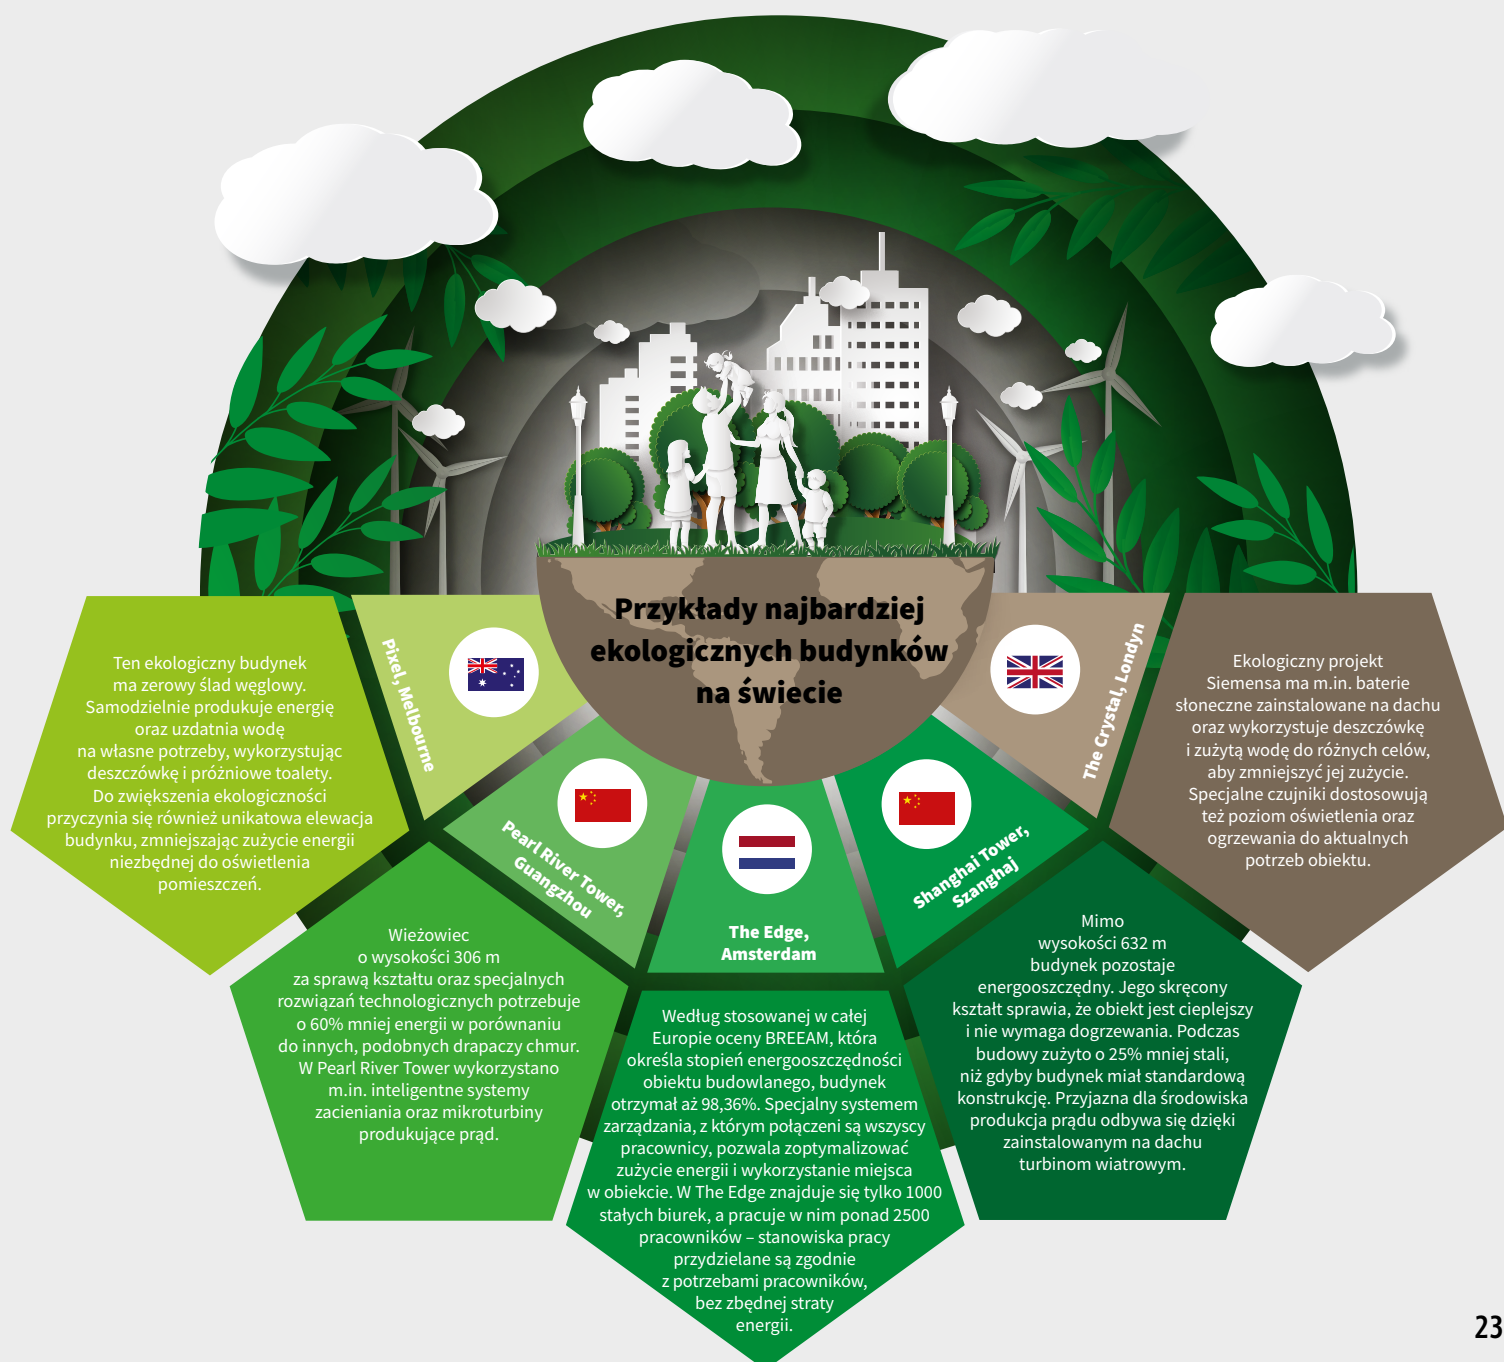 Przykłady najbardziej
ekologicznych budynków
na świecie
Pixel, Melbourne
Ten ekologiczny budynek
ma zerowy ślad węglowy.
Samodzielnie produkuje energię
oraz uzdatnia wodę
na własne potrzeby, wykorzystując
deszczówkę i próżniowe toalety.
Do zwiększenia ekologiczności
przyczynia się również unikatowa elewacja
budynku, zmniejszając zużycie energii
niezbędnej do oświetlenia
pomieszczeń.
Pearl River Tower,
Guangzhou
Wieżowiec
o wysokości 306 m
za sprawą kształtu oraz specjalnych
rozwiązań technologicznych potrzebuje
o 60% mniej energii w porównaniu
do innych, podobnych drapaczy chmur.
W Pearl River Tower wykorzystano
m.in. inteligentne systemy
zacieniania oraz mikroturbiny
produkujące prąd.
The Edge,
Amsterdam
Według stosowanej w całej
Europie oceny BREEAM, która
określa stopień energooszczędności
obiektu budowlanego, budynek
otrzymał aż 98,36%. Specjalny systemem
zarządzania, z którym połączeni są wszyscy
pracownicy, pozwala zoptymalizować
zużycie energii i wykorzystanie miejsca
w obiekcie. W The Edge znajduje się tylko 1000
stałych biurek, a pracuje w nim ponad 2500
pracowników – stanowiska pracy
przydzielane są zgodnie
z potrzebami pracowników,
bez zbędnej straty
energii.
Shanghai Tower,
Szanghaj
Mimo
wysokości 632 m
budynek pozostaje
energooszczędny. Jego skręcony
kształt sprawia, że obiekt jest cieplejszy
i nie wymaga dogrzewania. Podczas
budowy zużyto o 25% mniej stali,
niż gdyby budynek miał standardową
konstrukcję. Przyjazna dla środowiska
produkcja prądu odbywa się dzięki
zainstalowanym na dachu
turbinom wiatrowym.
The Crystal, Londyn
Ekologiczny projekt
Siemensa ma m.in. baterie
słoneczne zainstalowane na dachu
oraz wykorzystuje deszczówkę
i zużytą wodę do różnych celów,
aby zmniejszyć jej zużycie.
Specjalne czujniki dostosowują
też poziom oświetlenia oraz
ogrzewania do aktualnych
potrzeb obiektu.
23